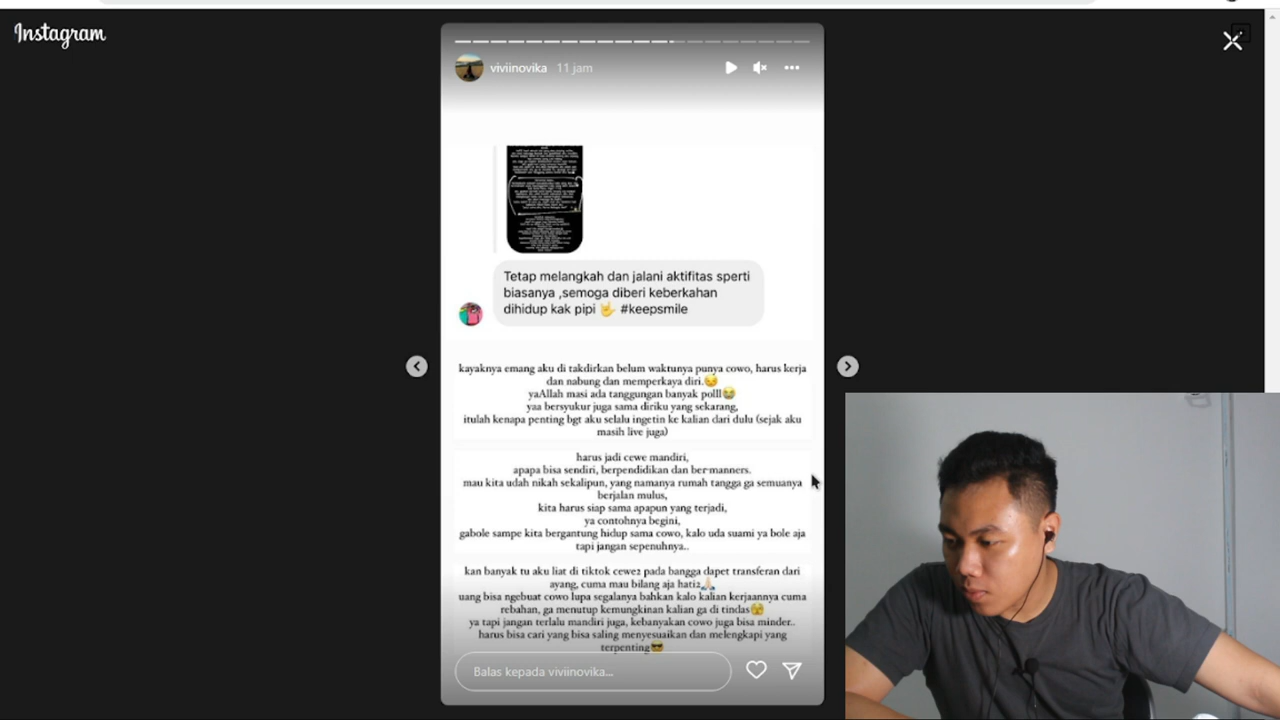 Instagram
viviinovika 11 jam
Tetap melangkah dan jalani aktifitas sperti
biasanya ,semoga diberi keberkahan
dihidup kak pipi 🤟 #keepsmile
kayaknya emang aku di takdirkan belum waktunya punya cowo, harus kerja
dan nabung dan memperkaya diri.😔
yaAllah masi ada tanggungan banyak polll😭
yaa bersyukur juga sama diriku yang sekarang,
itulah kenapa penting bgt aku selalu ingetin ke kalian dari dulu (sejak aku
masih live juga)
harus jadi cewe mandiri,
apapa bisa sendiri, berpendidikan dan ber-manners.
mau kita udah nikah sekalipun, yang namanya rumah tangga ga semuanya
berjalan mulus,
kita harus siap sama apapun yang terjadi,
ya contohnya begini,
gabole sampe kita bergantung hidup sama cowo, kalo uda suami ya bole aja
tapi jangan sepenuhnya..
kan banyak tu aku liat di tiktok cewe2 pada bangga dapet transferan dari
ayang, cuma mau bilang aja hati2🙏🏻
uang bisa ngebuat cowo lupa segalanya bahkan kalo kalian kerjaannya cuma
rebahan, ga menutup kemungkinan kalian ga di tindas🫣
ya tapi jangan terlalu mandiri juga, kebanyakan cowo juga bisa minder..
harus bisa cari yang bisa saling menyesuaikan dan melengkapi yang
terpenting😎
Balas kepada viviinovika...